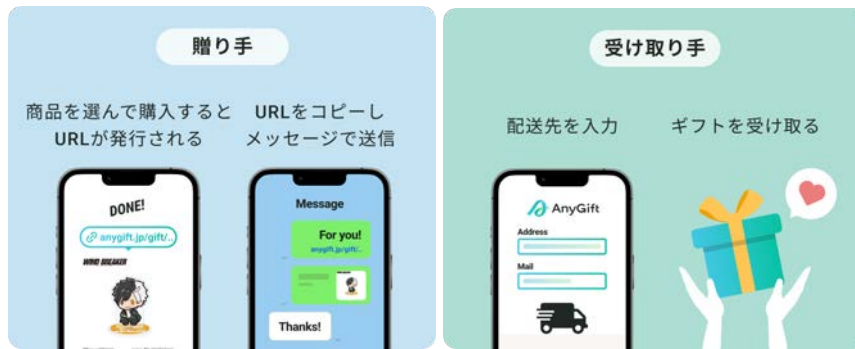 贈り手
商品を選んで購入すると
URLが発行される
URLをコピーし
メッセージで送信
DONE!
anygift.jp/gift/..
WIND BREAKER
Message
For you!
anygift.jp/gift/..
Thanks!
受け取り手
配送先を入力
ギフトを受け取る
AnyGift
Address
Mail